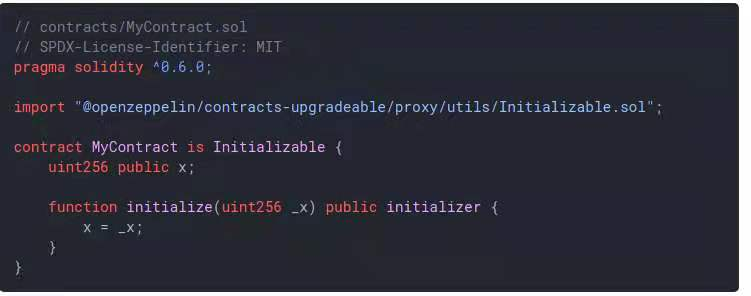 // contracts/MyContract.sol
// SPDX-License-Identifier: MIT
pragma solidity ^0.6.0;
import "@openzeppelin/contracts-upgradeable/proxy/utils/Initializable.sol";
contract MyContract is Initializable {
    uint256 public x;
    function initialize(uint256 _x) public initializer {
        x = _x;
    }
}